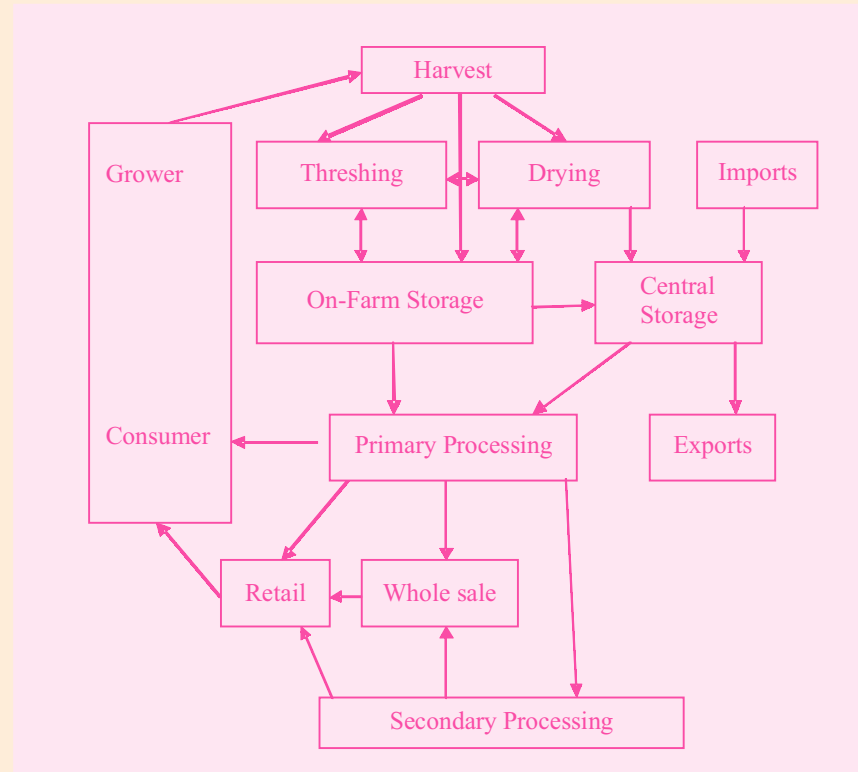 Harvest
Grower
Threshing
Drying
Imports
On-Farm Storage
Central
Storage
Consumer
Primary Processing
Exports
Retail
Whole sale
Secondary Processing